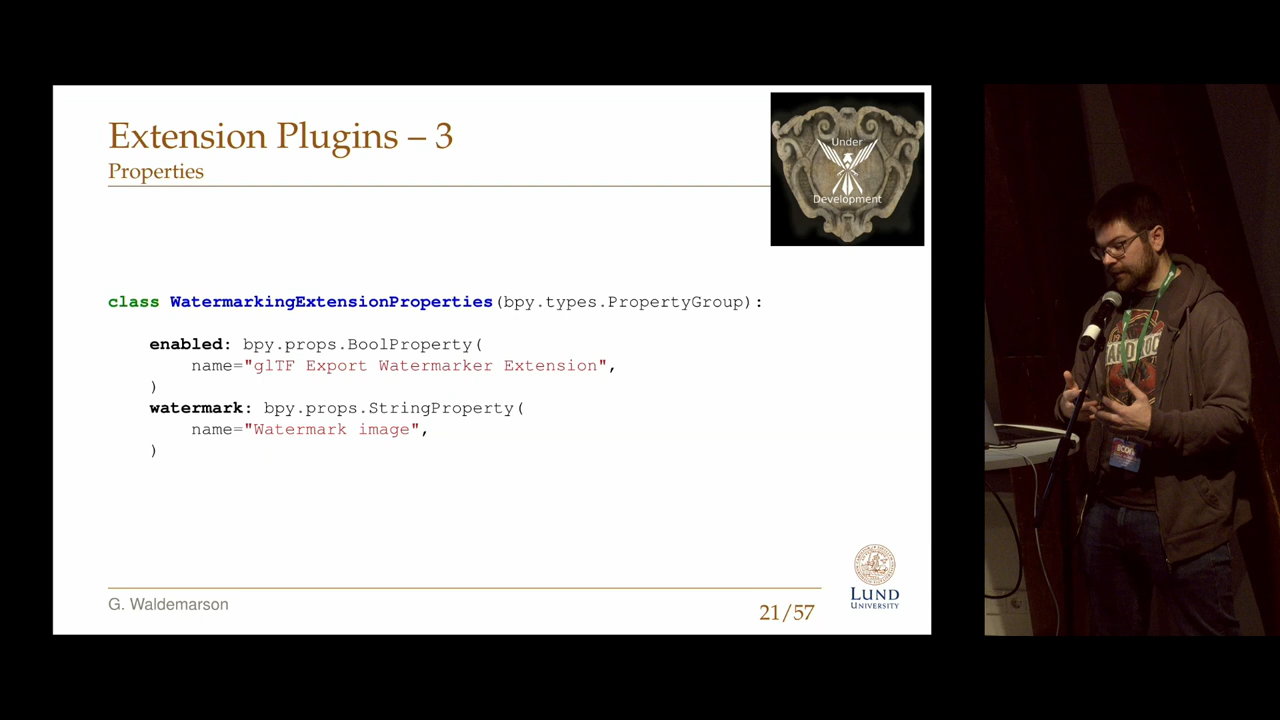 Extension Plugins – 3
Properties
Under
Development
class WatermarkingExtensionProperties(bpy.types.PropertyGroup):
enabled: bpy.props.BoolProperty(
name="glTF Export Watermarker Extension",
)
watermark: bpy.props.StringProperty(
name="Watermark image",
)
G. Waldemarson
21/57
LUND
UNIVERSITY
BCON